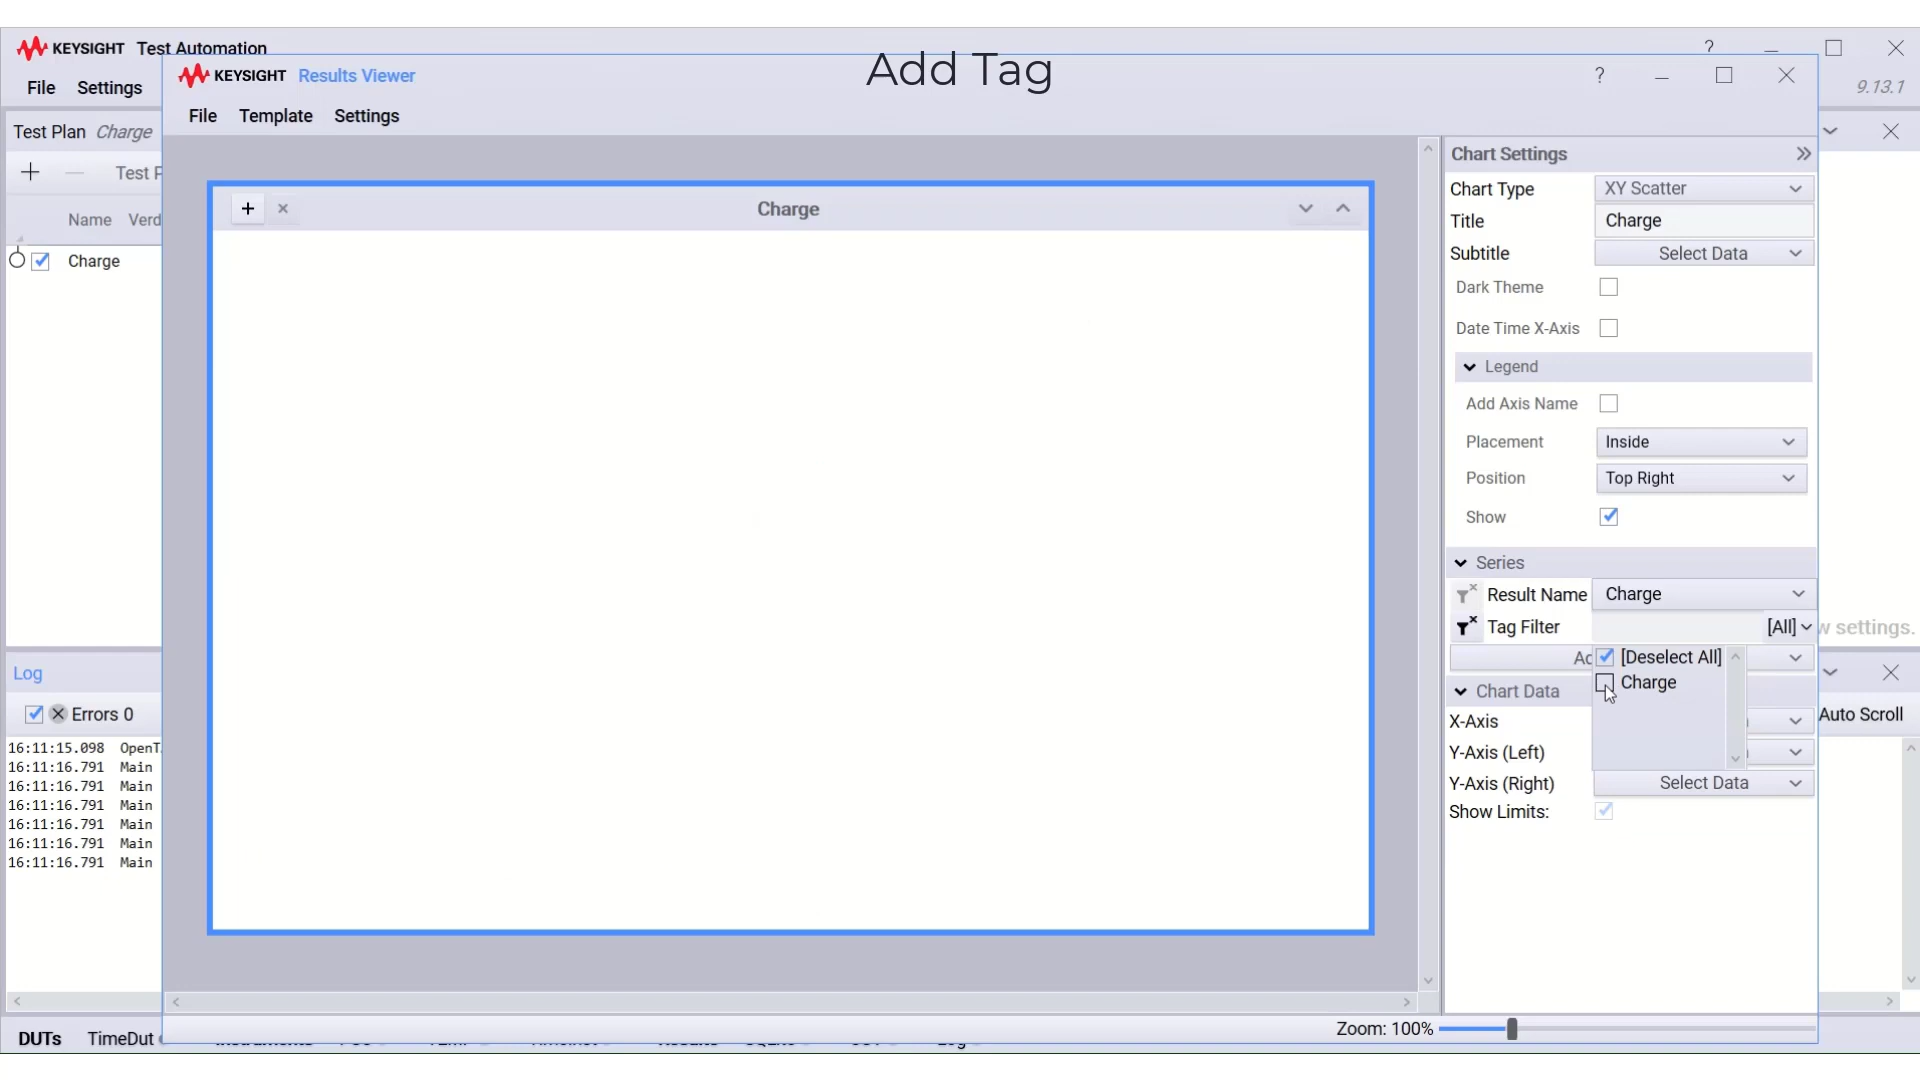 KEYSIGHT Test Automation
?
File Settings
9.13.1
Add Tag
KEYSIGHT Results Viewer
?
File Template Settings
Test Plan Charge
Test P
Name Verd
Charge
Charge
Chart Settings
Chart Type XY Scatter
Title Charge
Subtitle Select Data
Dark Theme
Date Time X-Axis
Legend
Add Axis Name
Placement Inside
Position Top Right
Show
Series
Result Name Charge
Tag Filter [All]
w settings.
Ad
[Deselect All]
Charge
Chart Data
X-Axis
Y-Axis (Left)
Y-Axis (Right) Select Data
Show Limits:
Log
Errors 0
Auto Scroll
16:11:15.098 OpenT
16:11:16.791 Main
16:11:16.791 Main
16:11:16.791 Main
16:11:16.791 Main
16:11:16.791 Main
16:11:16.791 Main
Zoom: 100%
DUTs TimeDut